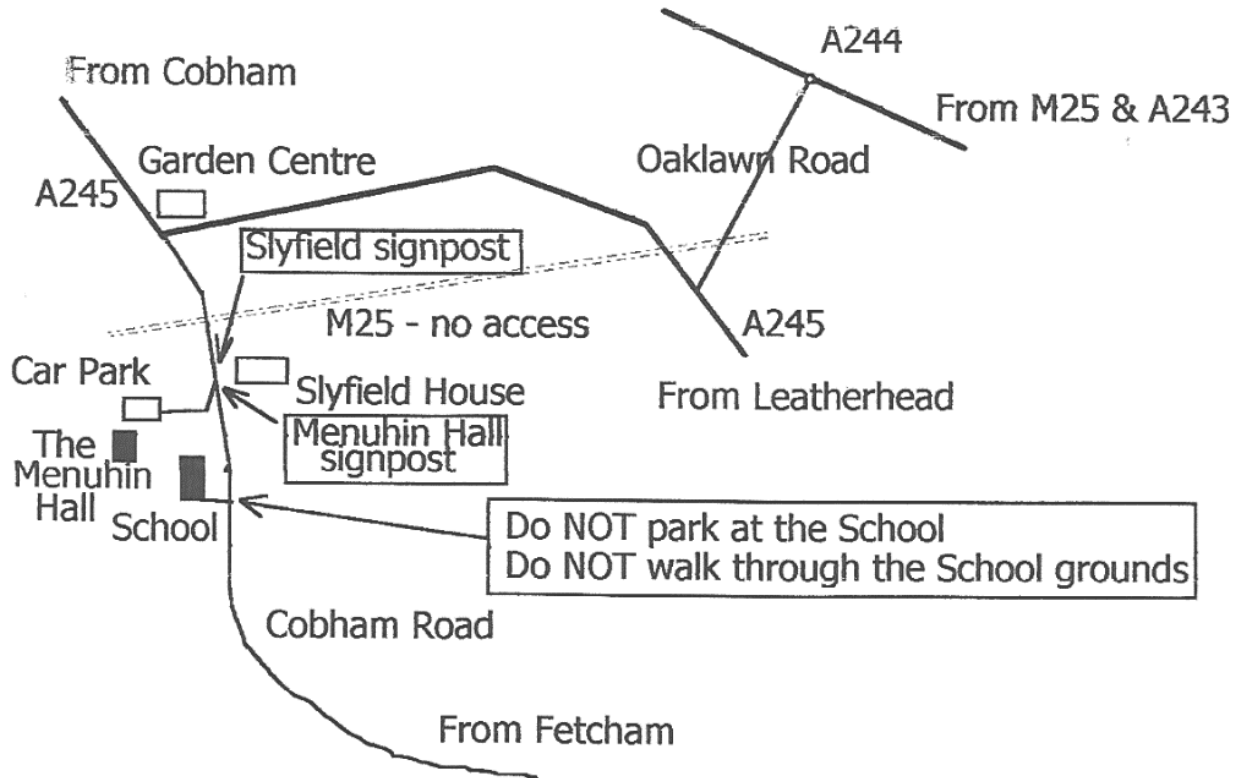 A244
From Cobham
From M25 & A243
Garden Centre
Oaklawn Road
A245
Slyfield signpost
M25 - no access
A245
Car Park
Slyfield House
From Leatherhead
Menuhin Hall
signpost
The
Menuhin
Hall
School
Do NOT park at the School
Do NOT walk through the School grounds
Cobham Road
From Fetcham